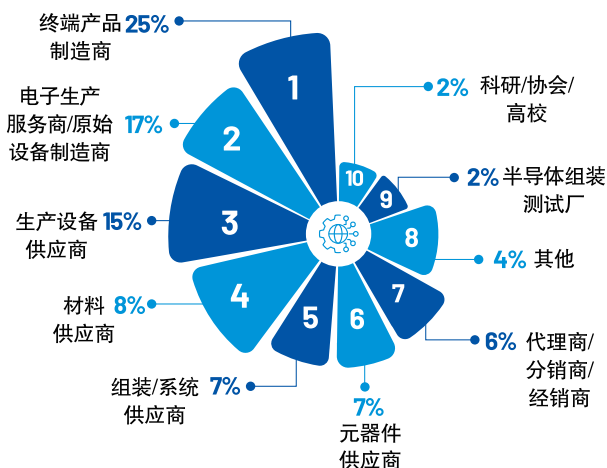 终端产品 25%
制造商
电子生产
服务商/原始 17%
设备制造商
生产设备 15%
供应商
材料 8%
供应商
组装/系统 7%
供应商
7%
元器件
供应商
6% 代理商/
分销商/
经销商
4% 其他
2% 半导体组装
测试厂
2% 科研/协会/
高校
1
2
3
4
5
6
7
8
9
10